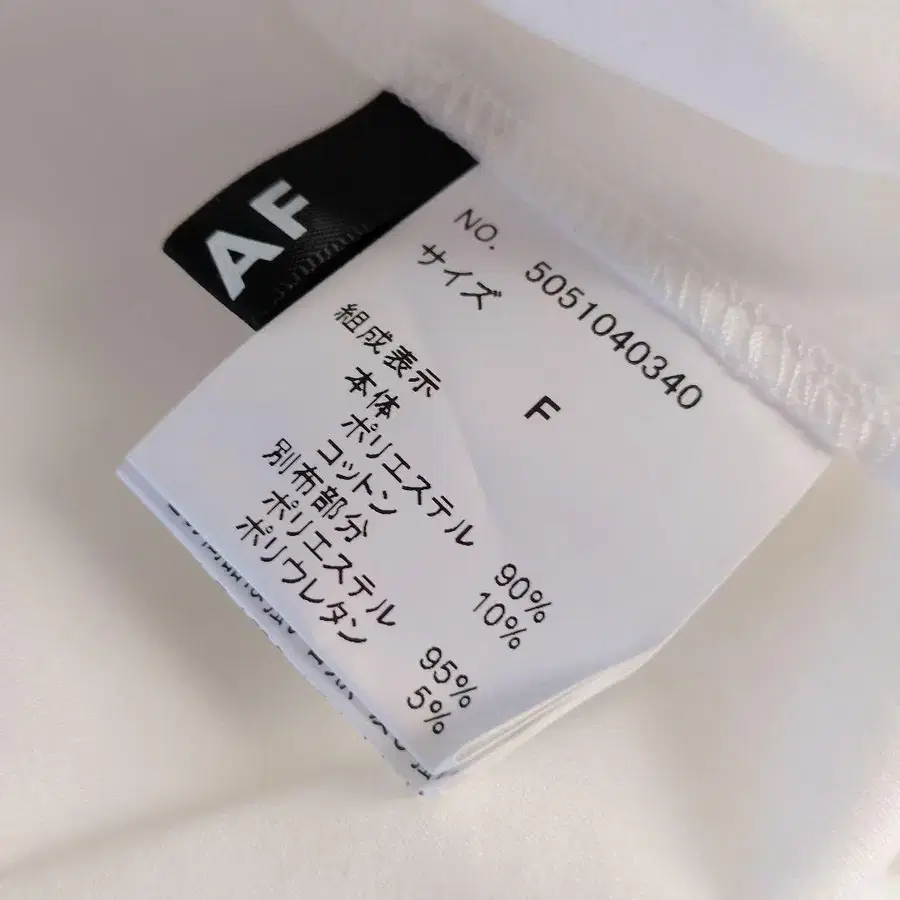 AF
NO. 5051040340
サイズ F
組成表示
本体
ポリエステル 90%
コットン 10%
別布部分
ポリエステル 95%
ポリウレタン 5%